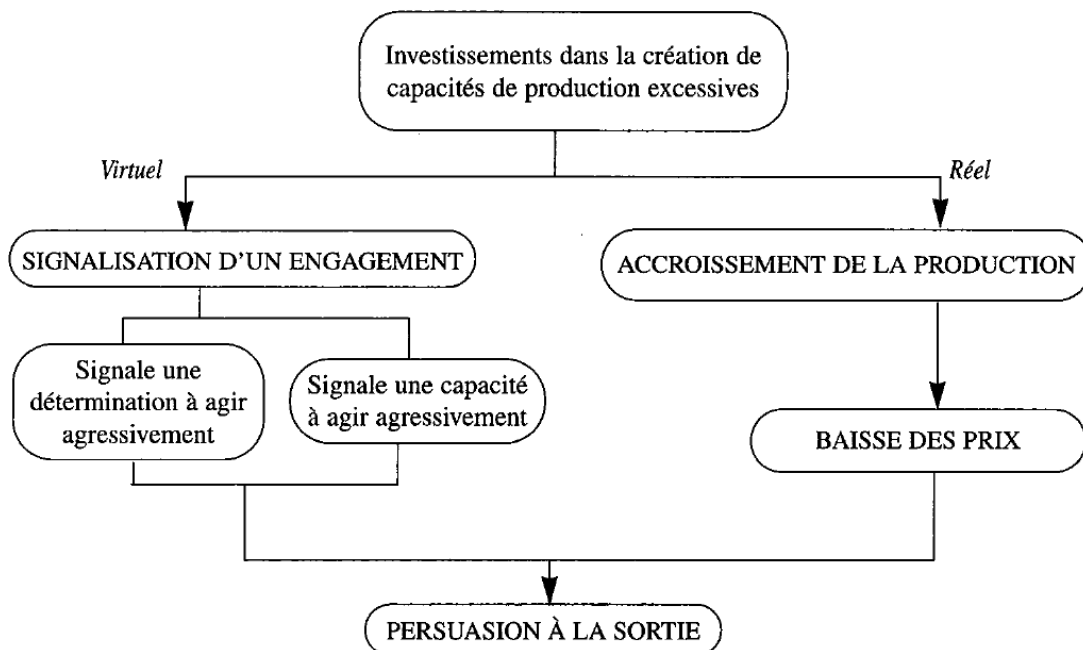 Investissements dans la création de
capacités de production excessives
Virtuel
Réel
SIGNALISATION D'UN ENGAGEMENT
ACCROISSEMENT DE LA PRODUCTION
Signale une
détermination à agir
agressivement
Signale une capacité
à agir agressivement
BAISSE DES PRIX
PERSUASION À LA SORTIE